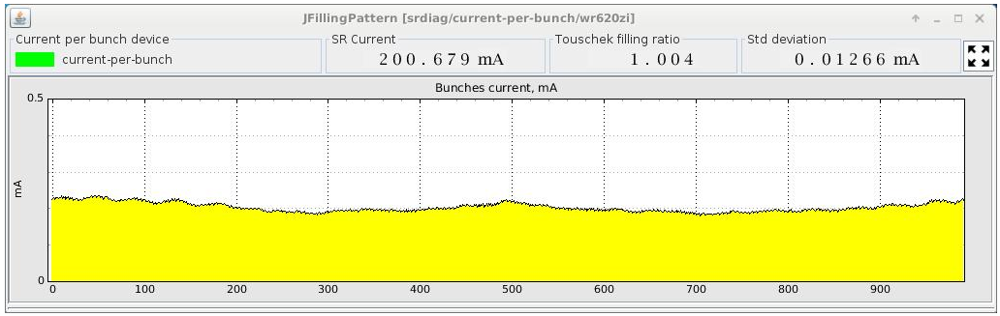 JFillingPattern [srdiag/current-per-bunch/wr620zi]
Current per bunch device
current-per-bunch
SR Current
200.679 mA
Touschek filling ratio
1.004
Std deviation
0.01266 mA
Bunches current, mA
0.5
mA
0
0 100 200 300 400 500 600 700 800 900